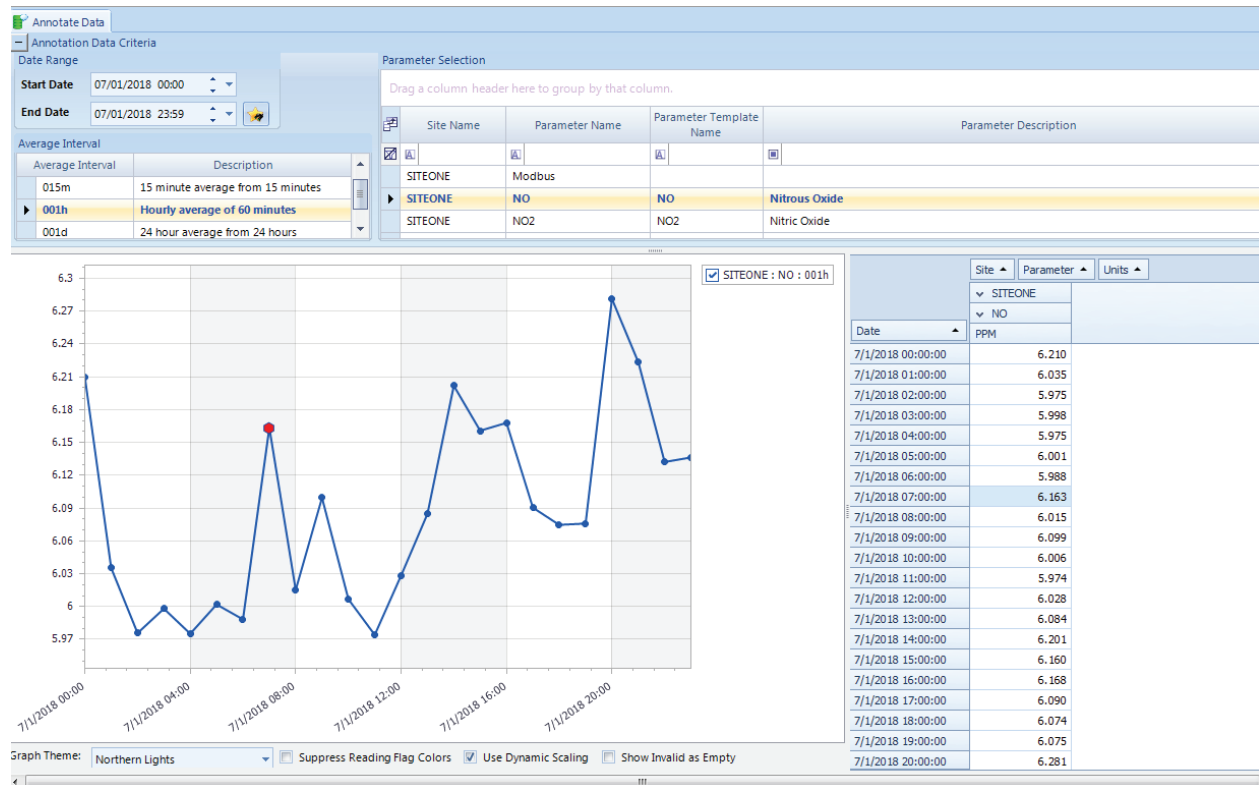 Annotate Data
Annotation Data Criteria
Date Range
Start Date 07/01/2018 00:00
End Date 07/01/2018 23:59
Average Interval
Average Interval Description
015m 15 minute average from 15 minutes
001h Hourly average of 60 minutes
001d 24 hour average from 24 hours
Parameter Selection
Drag a column header here to group by that column.
Site Name Parameter Name Parameter Template Name Parameter Description
SITEONE Modbus
SITEONE NO NO Nitrous Oxide
SITEONE NO2 NO2 Nitric Oxide
6.3
6.27
6.24
6.21
6.18
6.15
6.12
6.09
6.06
6.03
6
5.97
7/1/2018 00:00 7/1/2018 04:00 7/1/2018 08:00 7/1/2018 12:00 7/1/2018 16:00 7/1/2018 20:00
SITEONE : NO : 001h
Graph Theme: Northern Lights Suppress Reading Flag Colors Use Dynamic Scaling Show Invalid as Empty
Site Parameter Units
SITEONE
NO
Date PPM
7/1/2018 00:00:00 6.210
7/1/2018 01:00:00 6.035
7/1/2018 02:00:00 5.975
7/1/2018 03:00:00 5.998
7/1/2018 04:00:00 5.975
7/1/2018 05:00:00 6.001
7/1/2018 06:00:00 5.988
7/1/2018 07:00:00 6.163
7/1/2018 08:00:00 6.015
7/1/2018 09:00:00 6.099
7/1/2018 10:00:00 6.006
7/1/2018 11:00:00 5.974
7/1/2018 12:00:00 6.028
7/1/2018 13:00:00 6.084
7/1/2018 14:00:00 6.201
7/1/2018 15:00:00 6.160
7/1/2018 16:00:00 6.168
7/1/2018 17:00:00 6.090
7/1/2018 18:00:00 6.074
7/1/2018 19:00:00 6.075
7/1/2018 20:00:00 6.281